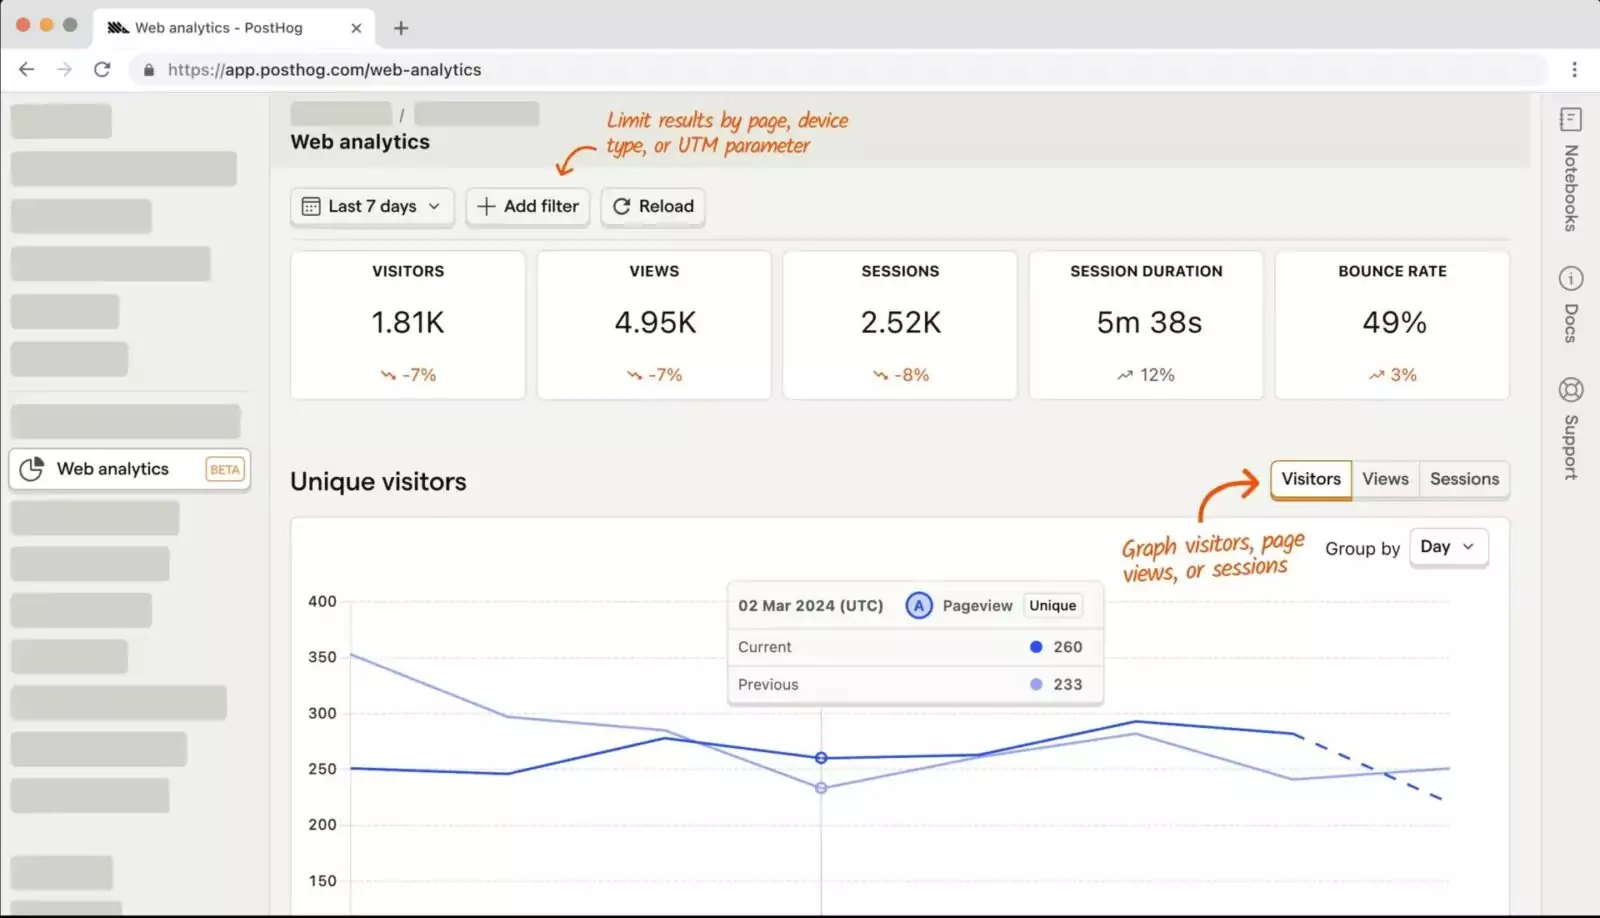 Web analytics - PostHog
https://app.posthog.com/web-analytics
/
Web analytics
Limit results by page, device
type, or UTM parameter
Last 7 days
Add filter
Reload
VISITORS
1.81K
-7%
VIEWS
4.95K
-7%
SESSIONS
2.52K
-8%
SESSION DURATION
5m 38s
12%
BOUNCE RATE
49%
3%
Notebooks
Docs
Support
Web analytics BETA
Unique visitors
Visitors Views Sessions
Graph visitors, page
views, or sessions
Group by Day
02 Mar 2024 (UTC) A Pageview Unique
Current 260
Previous 233
400
350
300
250
200
150